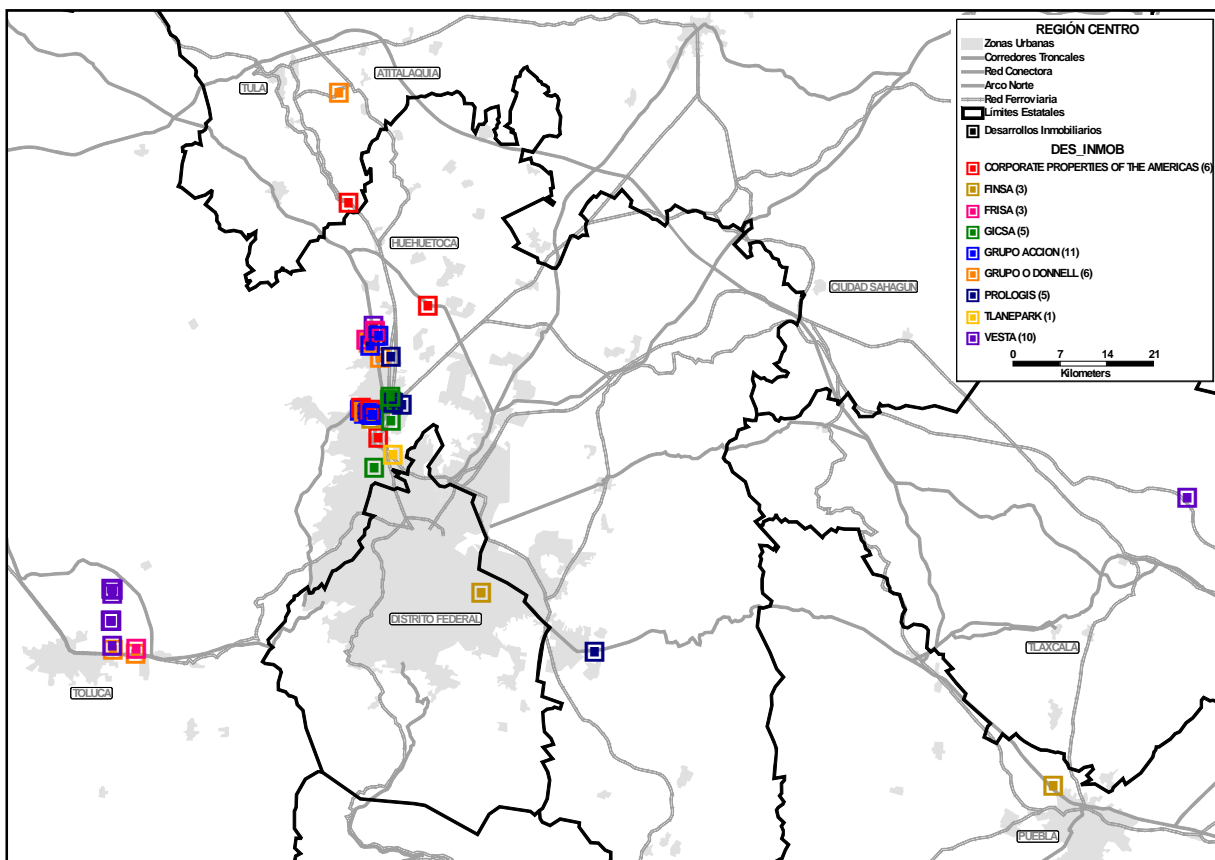 REGIÓN CENTRO
Zonas Urbanas
Corredores Troncales
Red Conectora
Arco Norte
Red Ferroviaria
Límites Estatales
Desarrollos Inmobiliarios
DES_INMOB
CORPORATE PROPERTIES OF THE AMERICAS (6)
FINSA (3)
FRISA (3)
GICSA (5)
GRUPO ACCION (11)
GRUPO O DONNELL (6)
PROLOGIS (5)
TLANEPARK (1)
VESTA (10)
0 7 14 21
Kilometers
ATITALAQUIA
TULA
HUEHUETOCA
CIUDAD SAHAGUN
DISTRITO FEDERAL
TLAXCALA
TOLUCA
PUEBLA